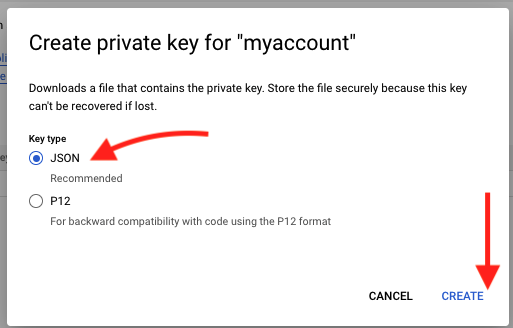 Create private key for "myaccount"
Downloads a file that contains the private key. Store the file securely because this key
can't be recovered if lost.
Key type
JSON
Recommended
P12
For backward compatibility with code using the P12 format
CANCEL CREATE